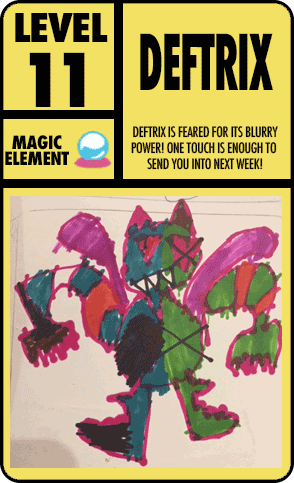 LEVEL
11
DEFTRIX
DEFTRIX IS FEARED FOR ITS BLURRY
POWER! ONE TOUCH IS ENOUGH TO
SEND YOU INTO NEXT WEEK!
MAGIC
ELEMENT